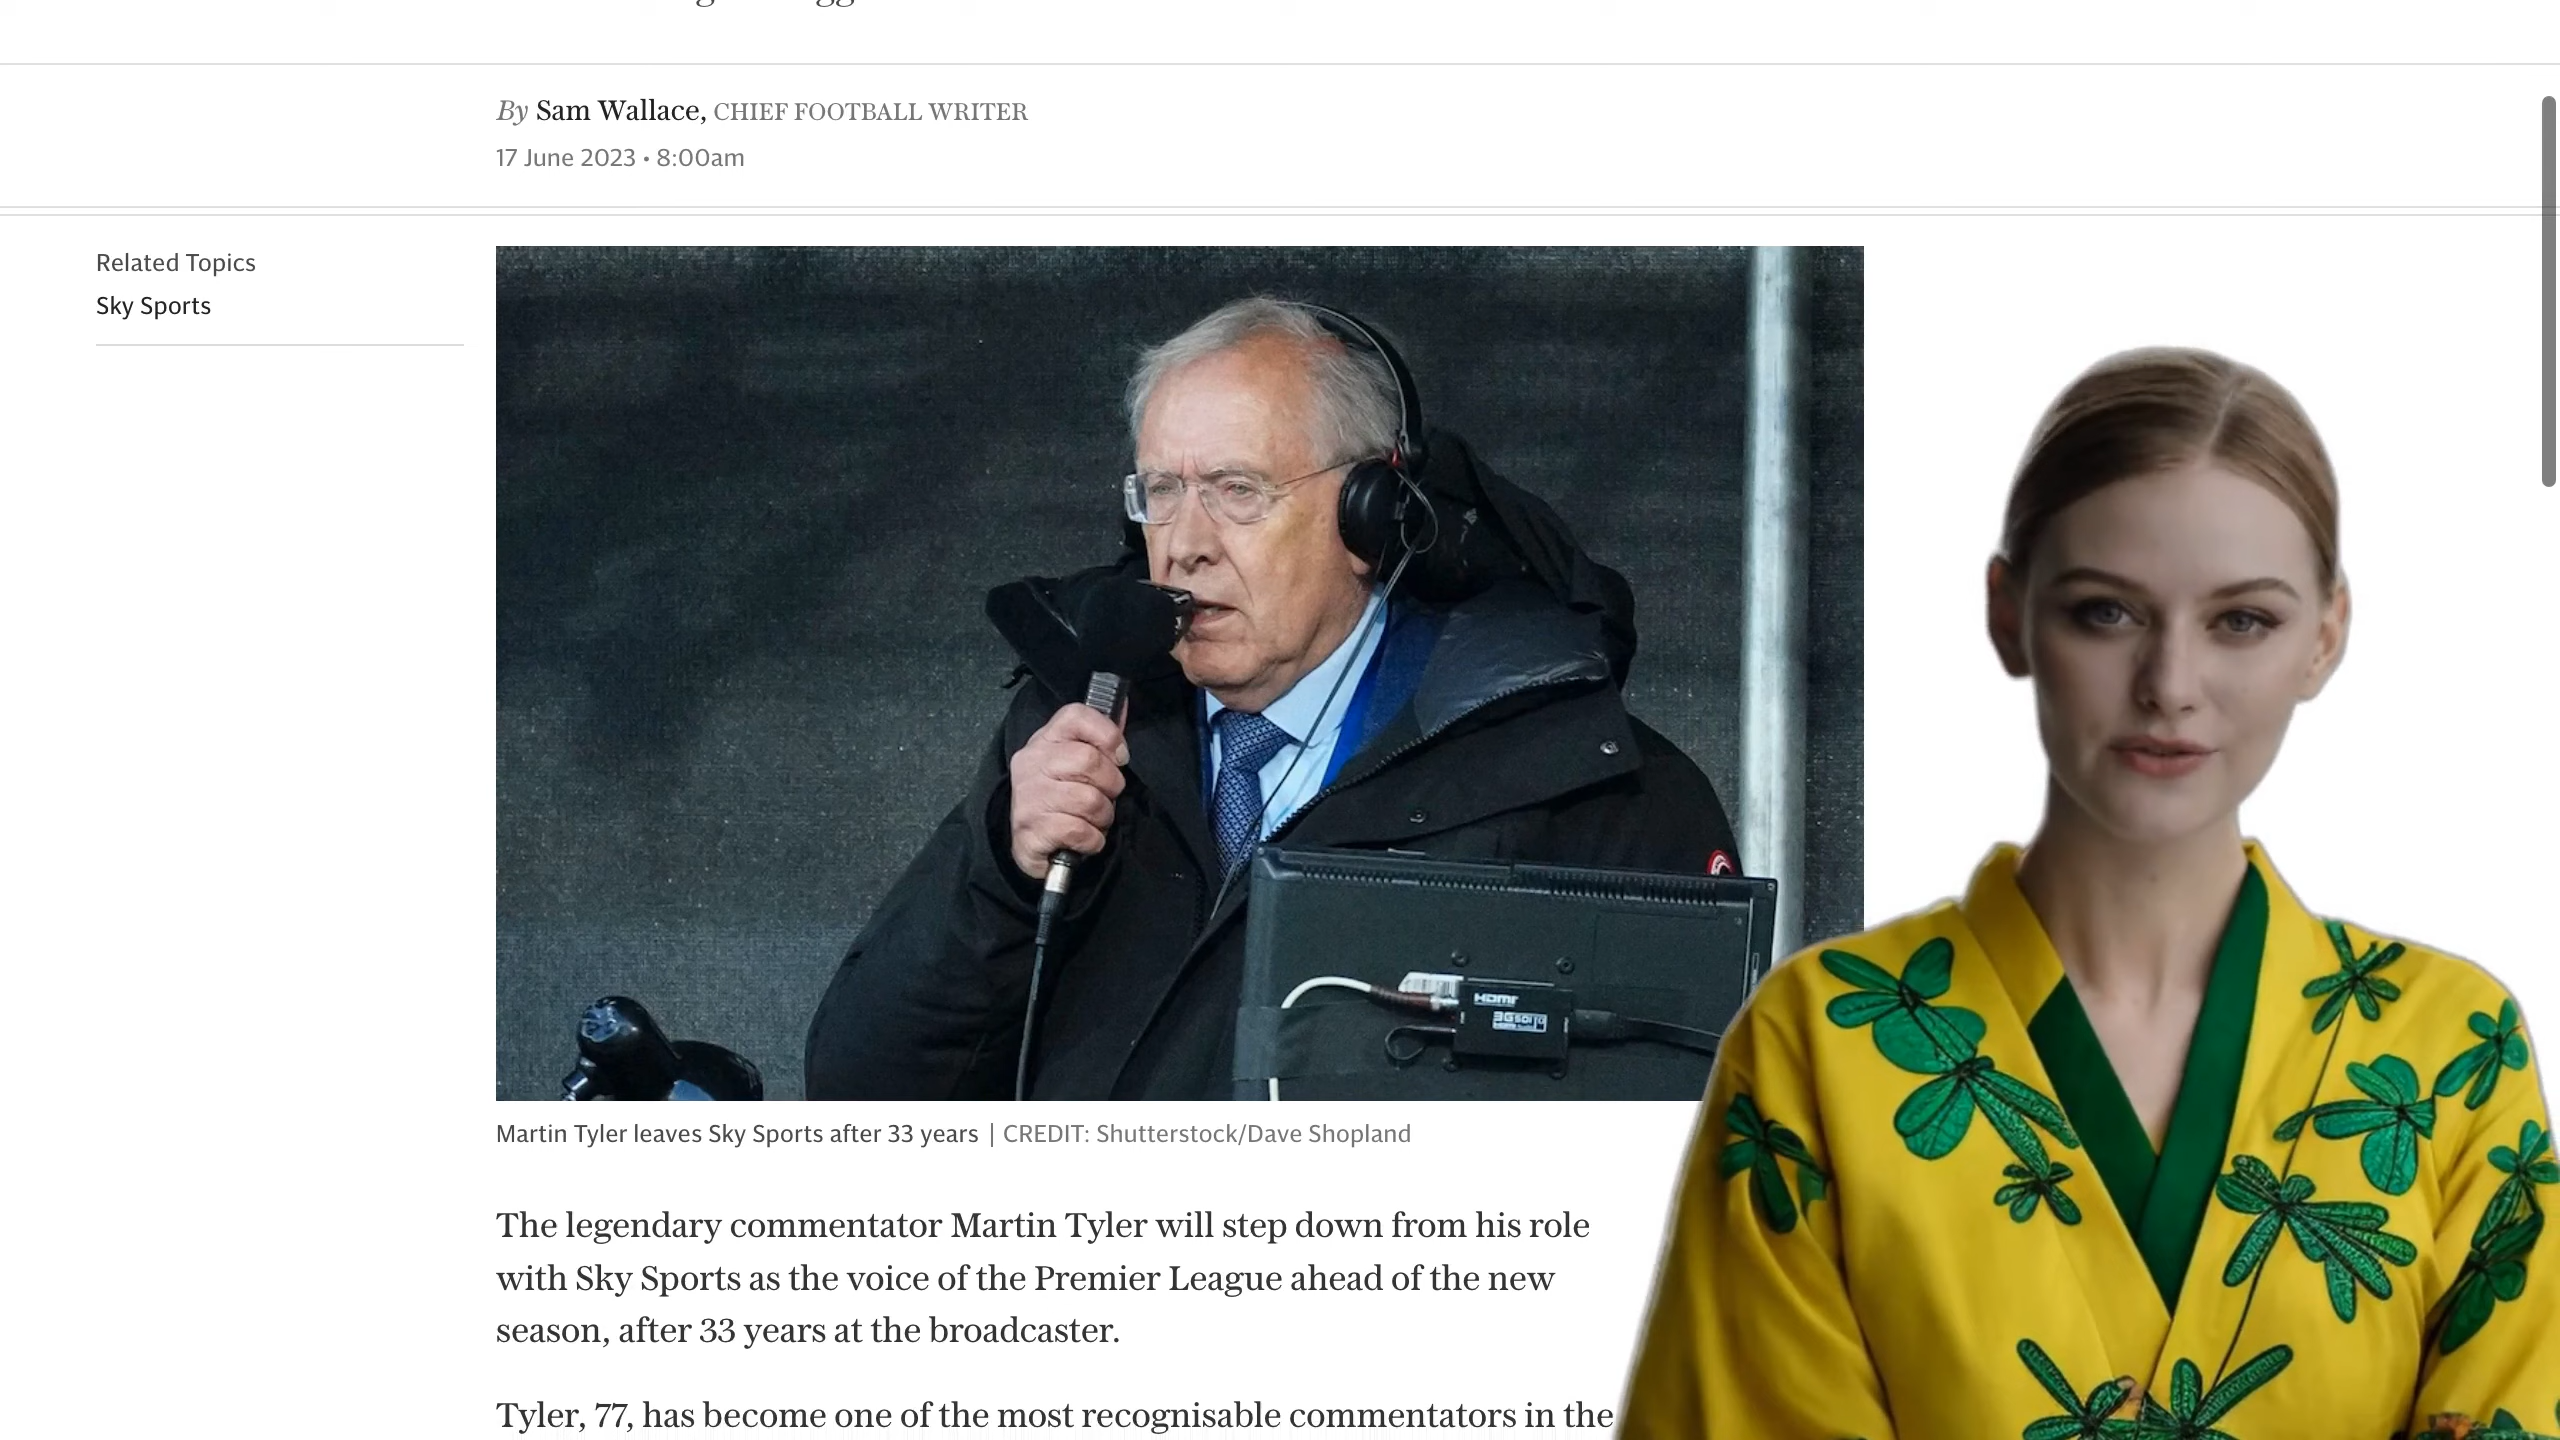 By Sam Wallace, CHIEF FOOTBALL WRITER
17 June 2023 • 8:00am
Related Topics
Sky Sports
HDMI
Martin Tyler leaves Sky Sports after 33 years | CREDIT: Shutterstock/Dave Shopland
The legendary commentator Martin Tyler will step down from his role
with Sky Sports as the voice of the Premier League ahead of the new
season, after 33 years at the broadcaster.
Tyler, 77, has become one of the most recognisable commentators in the